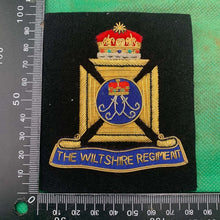 THE WILTSHIRE REGIMENT